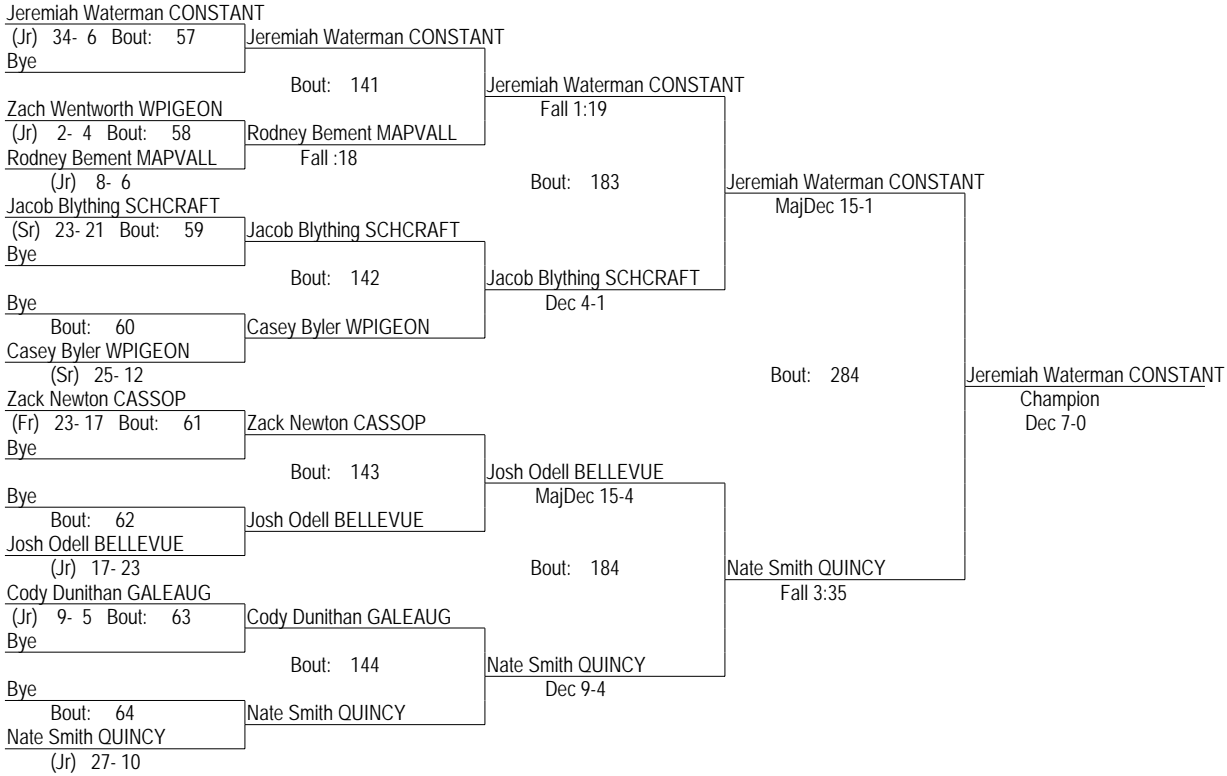 Jeremiah Waterman CONSTANT
(Jr) 34- 6 Bout: 57
Bye
Zach Wentworth WPIGEON
(Jr) 2- 4 Bout: 58
Rodney Bement MAPVALL
(Jr) 8- 6
Jacob Blything SCHCRAFT
(Sr) 23- 21 Bout: 59
Bye
Bye
Bout: 60
Casey Byler WPIGEON
(Sr) 25- 12
Zack Newton CASSOP
(Fr) 23- 17 Bout: 61
Bye
Bye
Bout: 62
Josh Odell BELLEVUE
(Jr) 17- 23
Cody Dunithan GALEAUG
(Jr) 9- 5 Bout: 63
Bye
Bye
Bout: 64
Nate Smith QUINCY
(Jr) 27- 10
Jeremiah Waterman CONSTANT
Bout: 141
Rodney Bement MAPVALL
Fall :18
Jacob Blything SCHCRAFT
Bout: 142
Casey Byler WPIGEON
Zack Newton CASSOP
Bout: 143
Josh Odell BELLEVUE
Cody Dunithan GALEAUG
Bout: 144
Nate Smith QUINCY
Jeremiah Waterman CONSTANT
Fall 1:19
Bout: 183
Jacob Blything SCHCRAFT
Dec 4-1
Josh Odell BELLEVUE
MajDec 15-4
Bout: 184
Nate Smith QUINCY
Dec 9-4
Jeremiah Waterman CONSTANT
MajDec 15-1
Bout: 284
Nate Smith QUINCY
Fall 3:35
Jeremiah Waterman CONSTANT
Champion
Dec 7-0